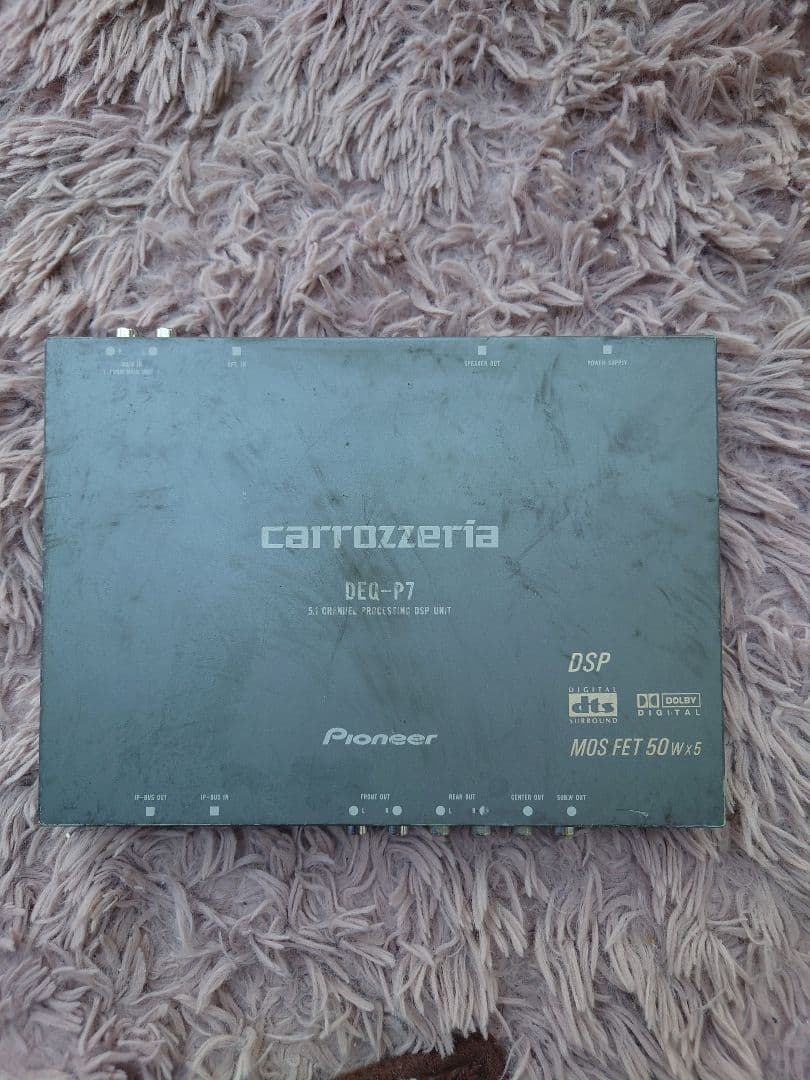 OPT. IN
SPEAKER OUT
POWER SUPPLY
carrozzeria
DEQ-P7
5.1 CHANNEL PROCESSING DSP UNIT
DSP
DIGITAL
dts
SURROUND
DOLBY
DIGITAL
Pioneer
MOS FET 50W×5
IP-BUS OUT
IP-BUS IN
FRONT OUT
REAR OUT
CENTER OUT
SUB.W OUT
L
R
L
R